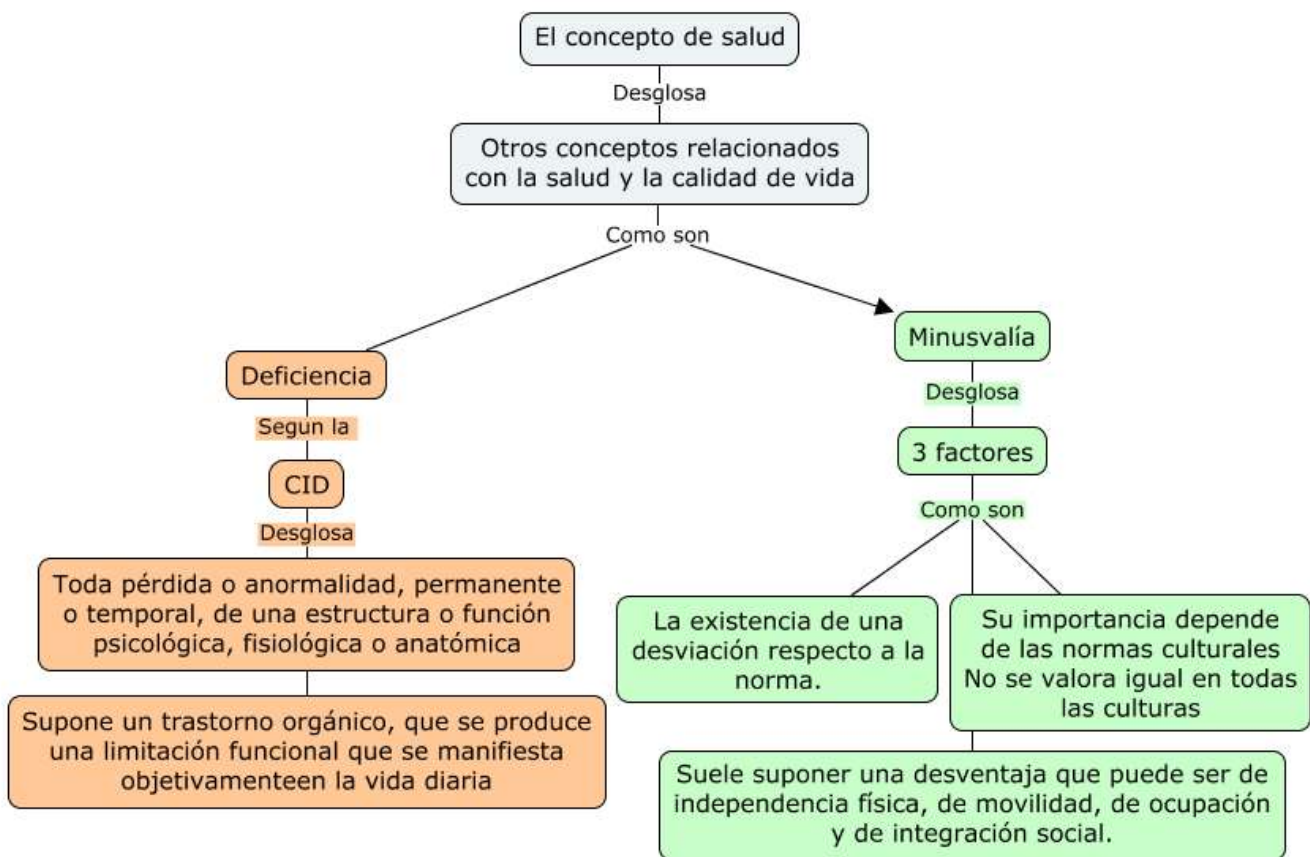 El concepto de salud
Desglosa
Otros conceptos relacionados
con la salud y la calidad de vida
Como son
Deficiencia
Segun la
CID
Desglosa
Toda pérdida o anormalidad, permanente
o temporal, de una estructura o función
psicológica, fisiológica o anatómica
Supone un trastorno orgánico, que se produce
una limitación funcional que se manifiesta
objetivamenteen la vida diaria
Minusvalía
Desglosa
3 factores
Como son
La existencia de una
desviación respecto a la
norma.
Su importancia depende
de las normas culturales
No se valora igual en todas
las culturas
Suele suponer una desventaja que puede ser de
independencia física, de movilidad, de ocupación
y de integración social.